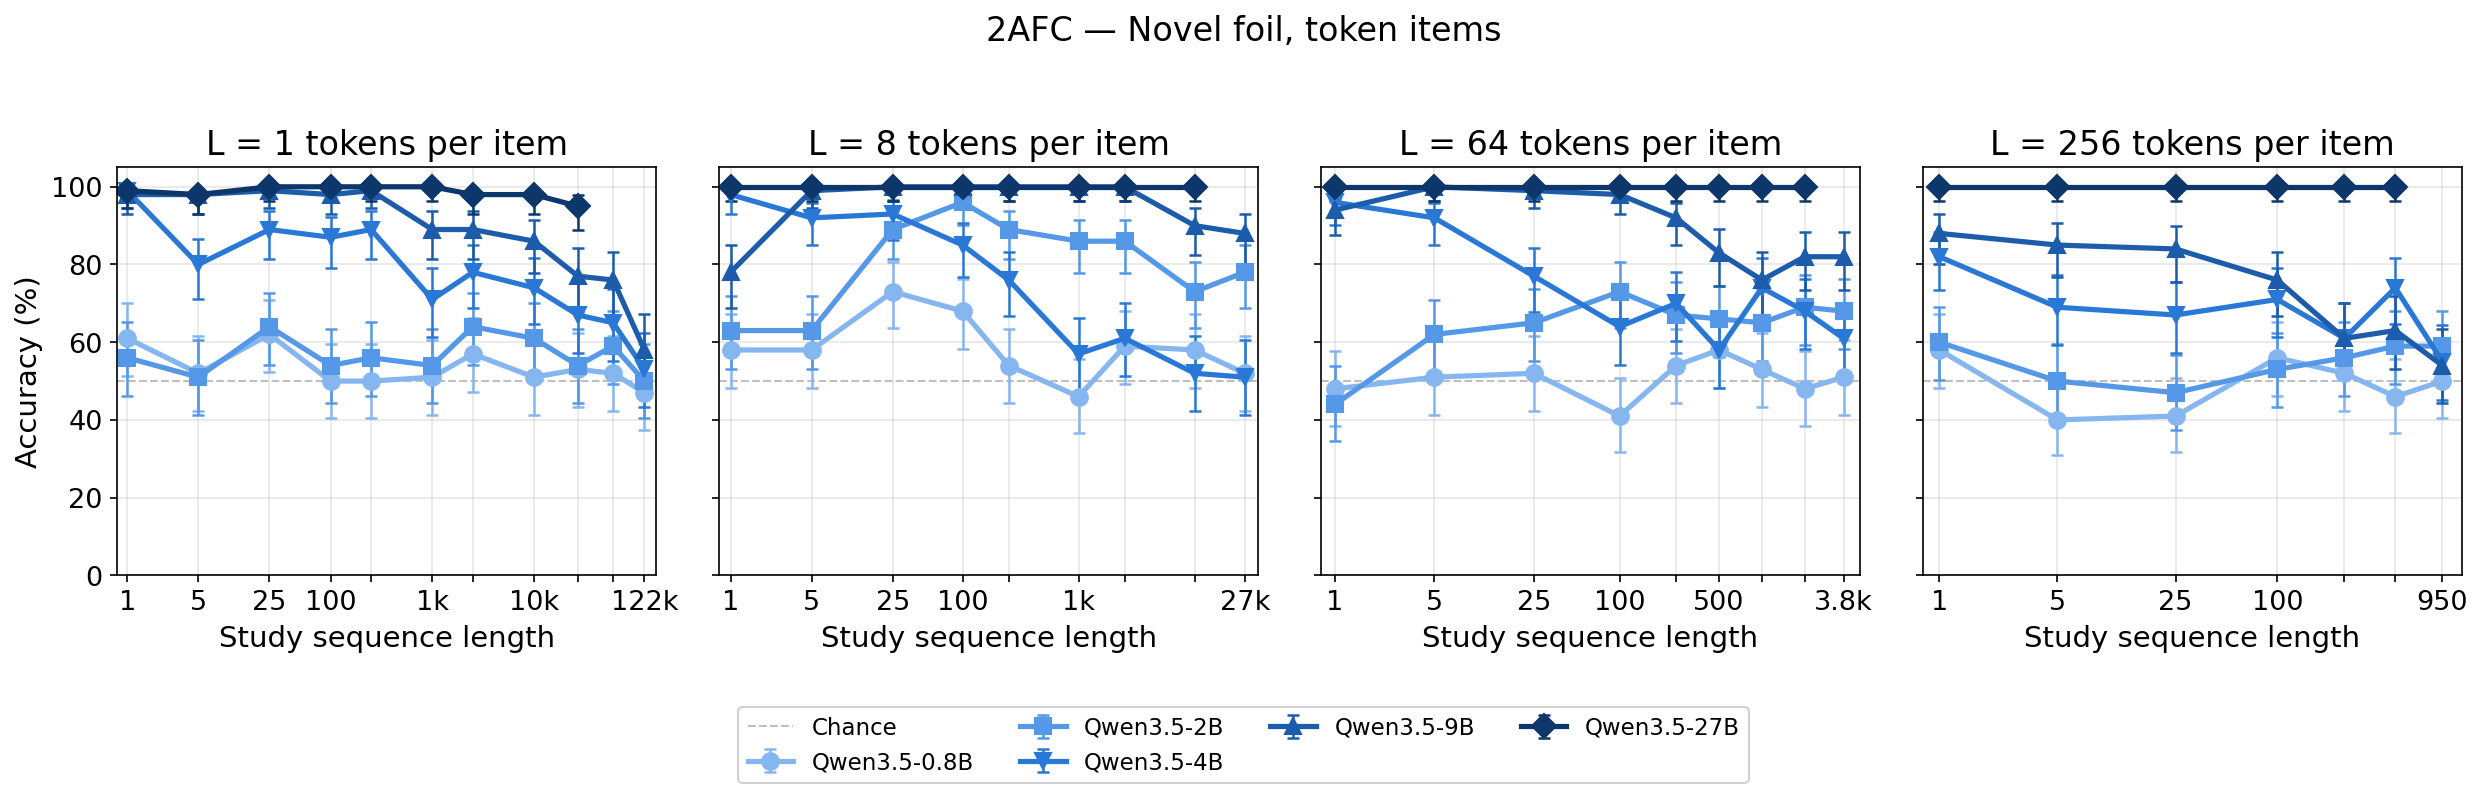 2AFC — Novel foil, token items
L = 1 tokens per item
L = 8 tokens per item
L = 64 tokens per item
L = 256 tokens per item
Accuracy (%)
100
80
60
40
20
0
1 5 25 100 1k 10k 122k
1 5 25 100 1k 27k
1 5 25 100 500 3.8k
1 5 25 100 950
Study sequence length
Study sequence length
Study sequence length
Study sequence length
Chance
Qwen3.5-0.8B
Qwen3.5-2B
Qwen3.5-4B
Qwen3.5-9B
Qwen3.5-27B